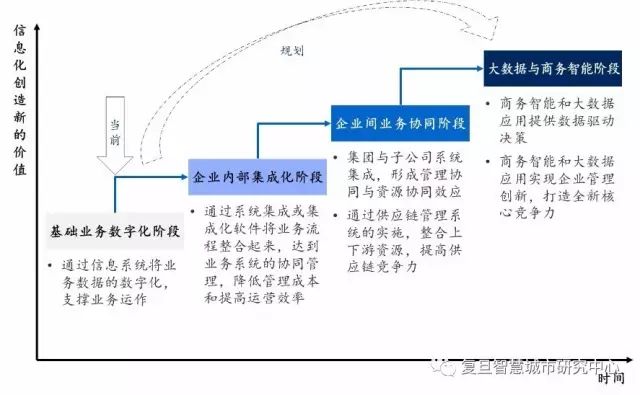 信息化创造新的价值
规划
当前
大数据与商务智能阶段
商务智能和大数据
应用提供数据驱动
决策
商务智能和大数据
应用实现企业管理
创新，打造全新核
心竞争力
企业间业务协同阶段
集团与子公司系统
集成，形成管理协
同与资源协同效应
通过供应链管理系
统的实施，整合上
下游资源，提高供
应链竞争力
企业内部集成化阶段
通过系统集成或集
成化软件将业务流
程整合起来，达到
业务系统的协同管
理，降低管理成本
和提高运营效率
基础业务数字化阶段
通过信息系统将业
务数据的数字化，
支撑业务运作
复旦智慧城市研究中心
时间